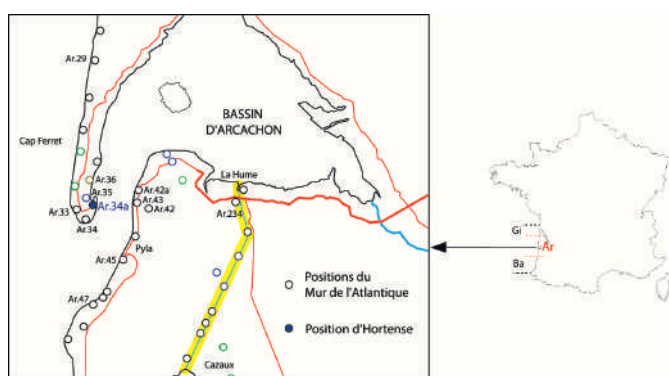 Ar.29
BASSIN
D'ARCACHON
Cap Ferret
La Hume
Ar.36
Ar.35
Ar.34a
Ar.33
Ar.34
Ar.42a
Ar.43
Ar.42
Ar.234
Pyla
Ar.45
Ar.47
Cazaux
Positions du
Mur de l'Atlantique
Position d'Hortense
Gi
Ar
Ba